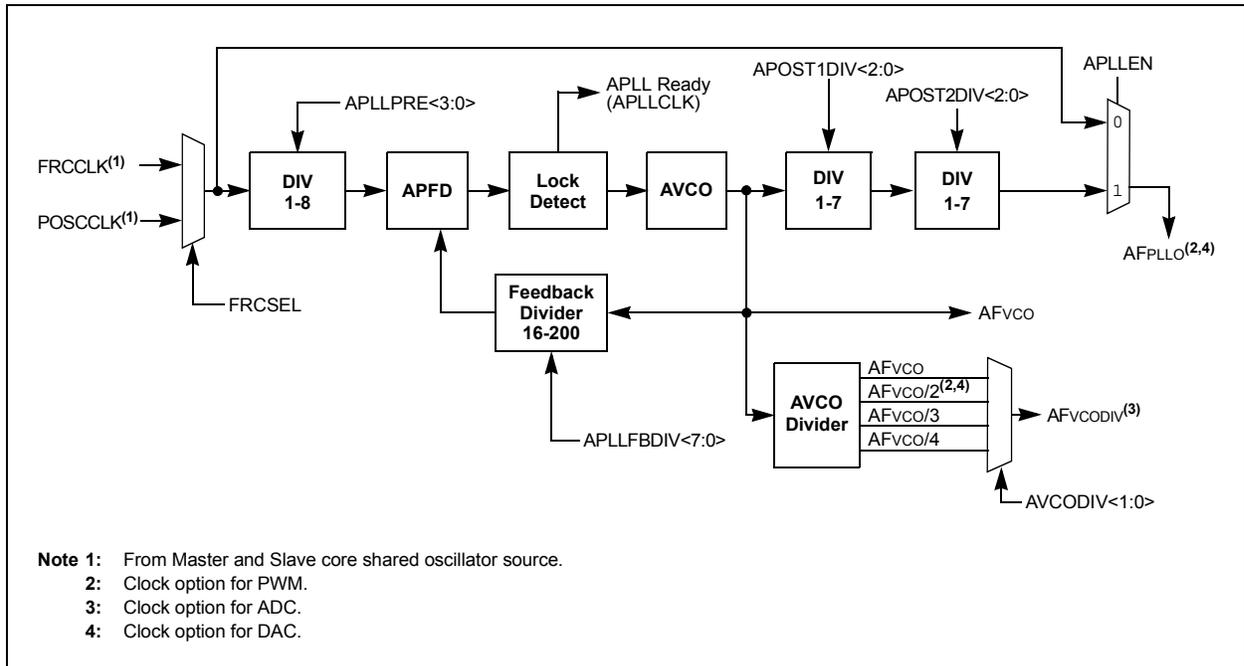 APLLEN
APOST1DIV<2:0>
APLL Ready
(APLLCLK)
APOST2DIV<2:0>
APLLPRE<3:0>
0
FRCCLK(1)
DIV
1-8
APFD
Lock
Detect
AVCO
DIV
1-7
DIV
1-7
1
POSCCLK(1)
AFPLLO(2,4)
FRCSEL
Feedback
Divider
16-200
AFVCO
AVCO
Divider
AFVCO
AFVCO/2(2,4)
AFVCO/3
AFVCO/4
AFVCODIV(3)
APLLFBDIV<7:0>
AVCODIV<1:0>
Note 1: From Master and Slave core shared oscillator source.
2: Clock option for PWM.
3: Clock option for ADC.
4: Clock option for DAC.